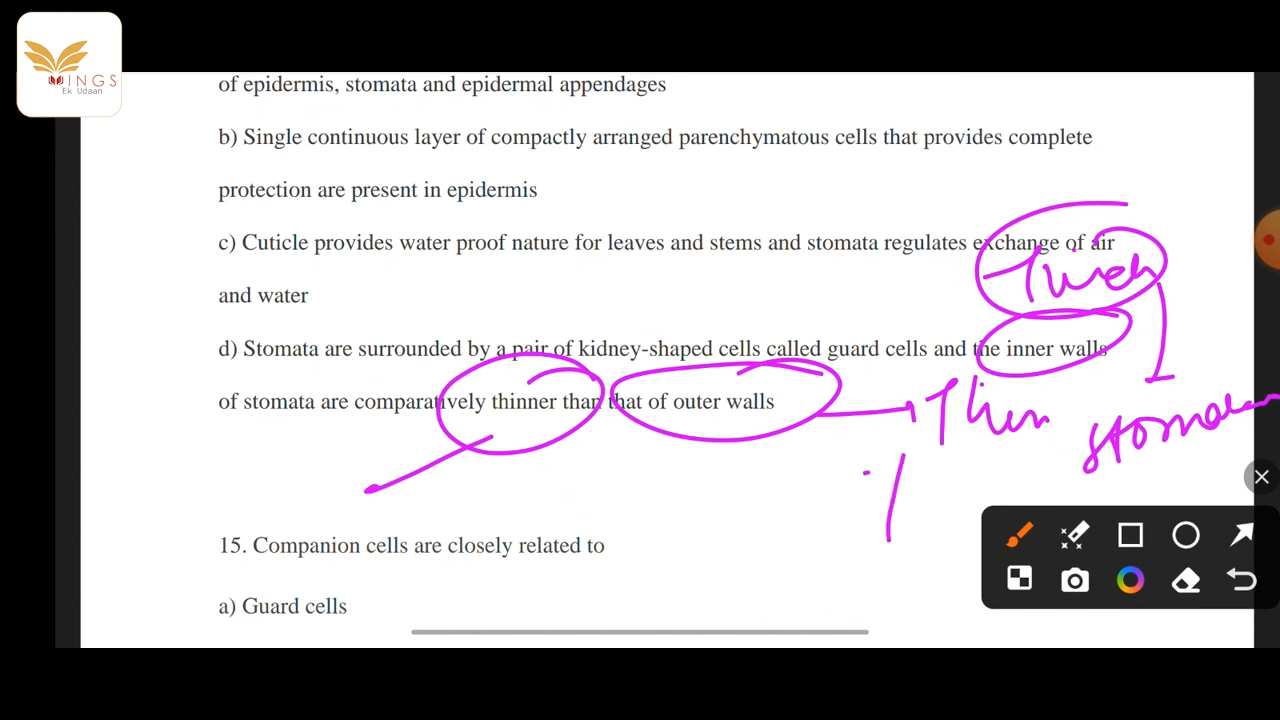 WINGS
Ek Udaan
of epidermis, stomata and epidermal appendages
b) Single continuous layer of compactly arranged parenchymatous cells that provides complete
protection are present in epidermis
c) Cuticle provides water proof nature for leaves and stems and stomata regulates exchange of air
and water
d) Stomata are surrounded by a pair of kidney-shaped cells called guard cells and the inner walls
of stomata are comparatively thinner than that of outer walls
15. Companion cells are closely related to
a) Guard cells